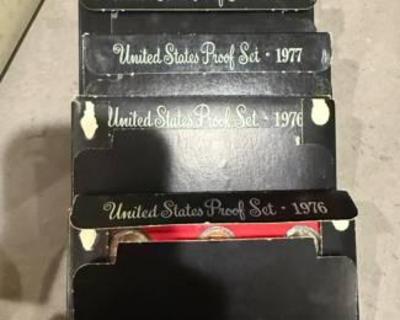 United States Proof Set · 1977
United States Proof Set · 1976
United States Proof Set · 1976